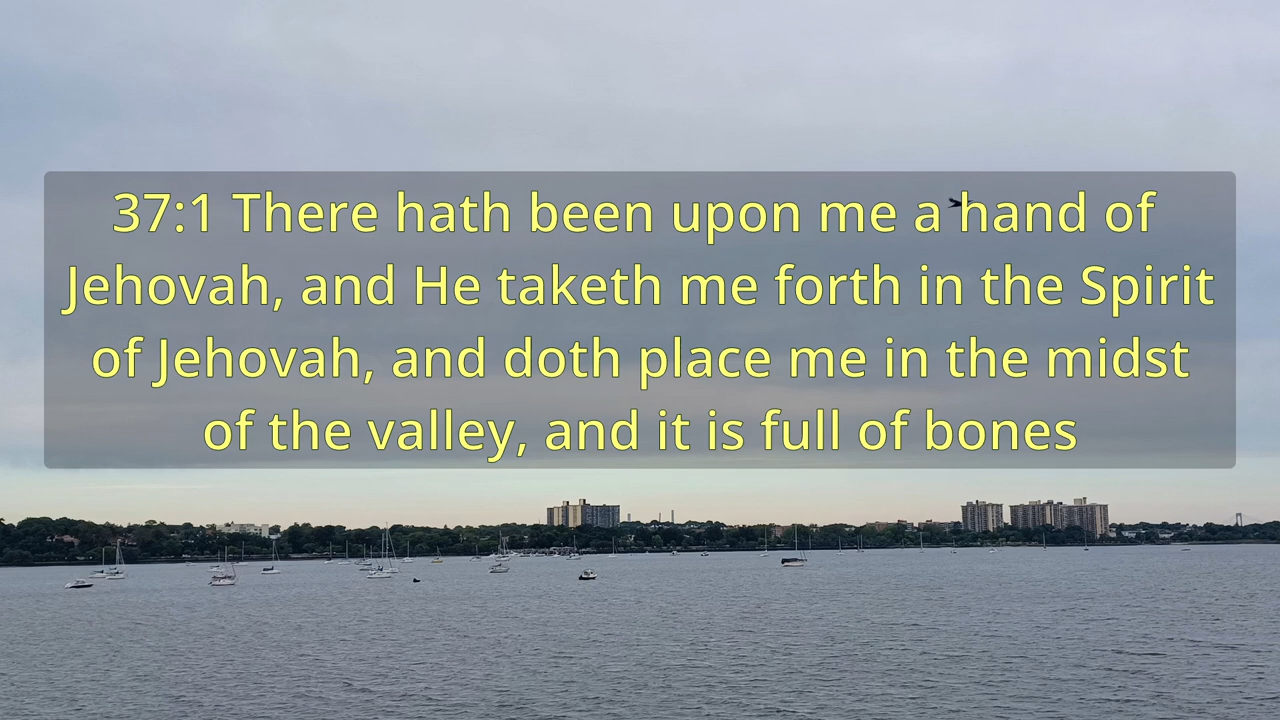 37:1 There hath been upon me a hand of
Jehovah, and He taketh me forth in the Spirit
of Jehovah, and doth place me in the midst
of the valley, and it is full of bones